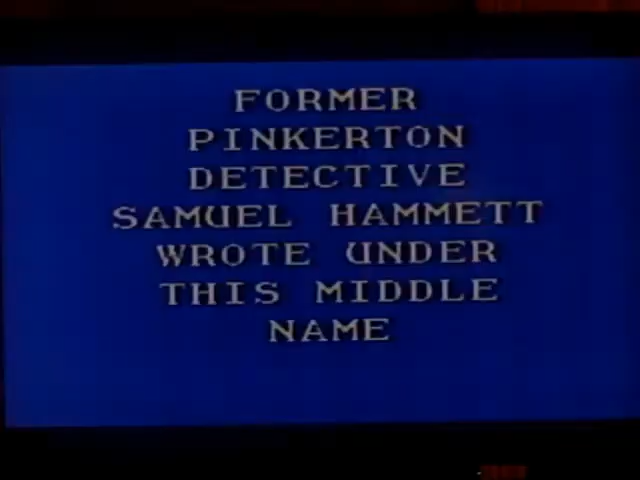 FORMER
PINKERTON
DETECTIVE
SAMUEL HAMMETT
WROTE UNDER
THIS MIDDLE
NAME